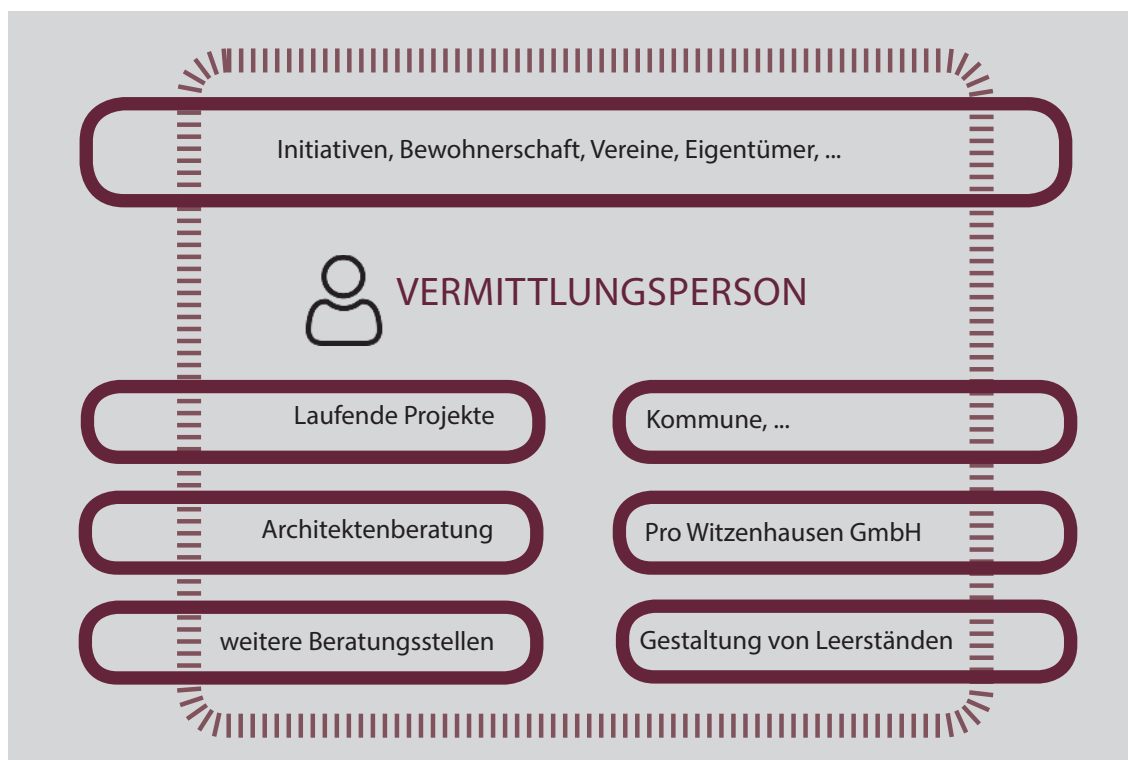 Initiativen, Bewohnerschaft, Vereine, Eigentümer, ...
VERMITTLUNGSPERSON
Laufende Projekte
Kommune, ...
Architektenberatung
Pro Witzenhausen GmbH
weitere Beratungsstellen
Gestaltung von Leerständen